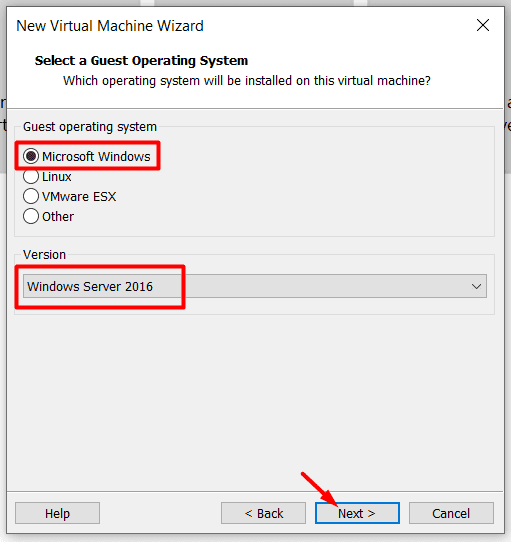 New Virtual Machine Wizard
Select a Guest Operating System
Which operating system will be installed on this virtual machine?
Guest operating system
Microsoft Windows
Linux
VMware ESX
Other
Version
Windows Server 2016
Help
< Back
Next >
Cancel